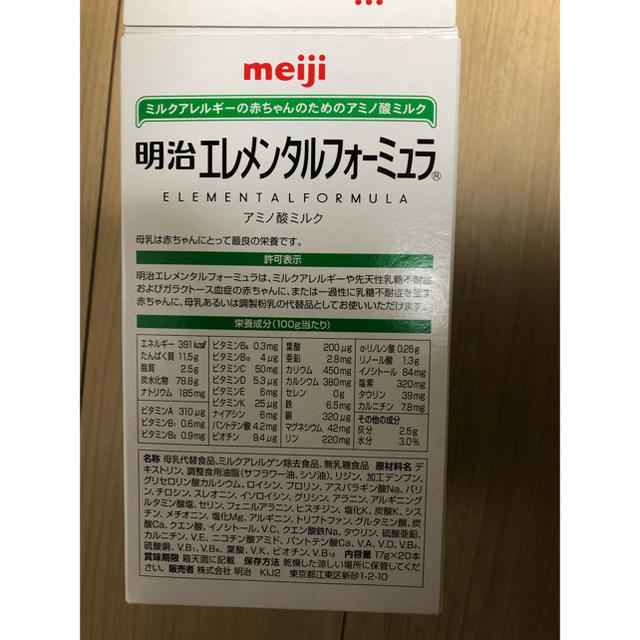 meiji
ミルクアレルギーの赤ちゃんのためのアミノ酸ミルク
明治エレメンタルフォーミュラ®
ELEMENTALFORMULA
アミノ酸ミルク
母乳は赤ちゃんにとって最良の栄養です。
許可表示
明治エレメンタルフォーミュラは、ミルクアレルギーや先天性乳糖不耐症
およびガラクトース血症の赤ちゃんに、または一過性に乳糖不耐症を呈す
赤ちゃんに、母乳あるいは調製粉乳の代替品としてお使いいただけます。
栄養成分(100g当たり)
エネルギー 391kcal
たんぱく質 11.5g
脂質 2.5g
炭水化物 78.8g
ナトリウム 185mg
ビタミンA 310μg
ビタミンB₁ 0.6mg
ビタミンB₂ 0.9mg
ビタミンB₆ 0.3mg
ビタミンB₁₂ 4μg
ビタミンC 50mg
ビタミンD 5.3μg
ビタミンE 6mg
ビタミンK 25μg
ナイアシン 6mg
パントテン酸 4.2mg
ビオチン 9.4μg
葉酸 200μg
亜鉛 2.8mg
カリウム 450mg
カルシウム 380mg
セレン 0g
鉄 6.5mg
銅 320μg
マグネシウム 42mg
リン 220mg
α-リノレン酸 0.26g
リノール酸 1.3g
イノシトール 84mg
塩素 320mg
タウリン 39mg
カルニチン 7.8mg
その他の成分
灰分 2.5g
水分 3.0%
名称 母乳代替食品、ミルクアレルゲン除去食品、無乳糖食品 原材料名 デ
キストリン、調整食用油脂(サフラワー油、シソ油)、リジン、加工デンプン、
グリセロリン酸カルシウム、ロイシン、プロリン、アスパラギン酸Na、バリ
ン、チロシン、スレオニン、イソロイシン、グリシン、アラニン、アルギニング
ルタミン酸塩、セリン、フェニルアラニン、ヒスチジン、塩化K、炭酸K、シス
チン、メチオニン、塩化Mg、アルギニン、トリプトファン、グルタミン酸、炭
酸Ca、クエン酸、イノシトール、V.C、クエン酸鉄Na、タウリン、硫酸亜鉛、
カルニチン、V.E、ニコチン酸アミド、パントテン酸Ca、V.A、V.D、V.B₂、
硫酸銅、V.B₁、V.B₆、葉酸、V.K、ビオチン、V.B₁₂ 内容量 17g×20本
賞味期限 箱天面に記載 保存方法 乾燥した涼しい場所に保管してくだ
さい。 販売者 株式会社 明治 KIJ2 東京都江東区新砂1-2-10